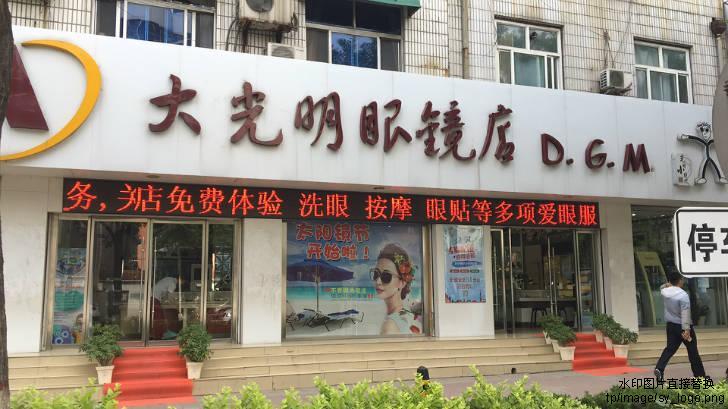 大光明眼镜店 D.G.M.
务,关店免费体验 洗眼 按摩 眼贴等多项爱眼服
太阳镜节
开始啦!
停车
水印图片直接替换
tp/image/sy_logo.png